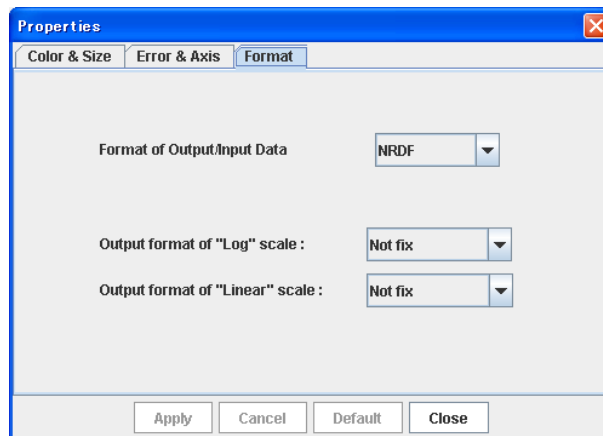 Properties
Color & Size Error & Axis Format
Format of Output/Input Data NRDF
Output format of "Log" scale : Not fix
Output format of "Linear" scale : Not fix
Apply Cancel Default Close